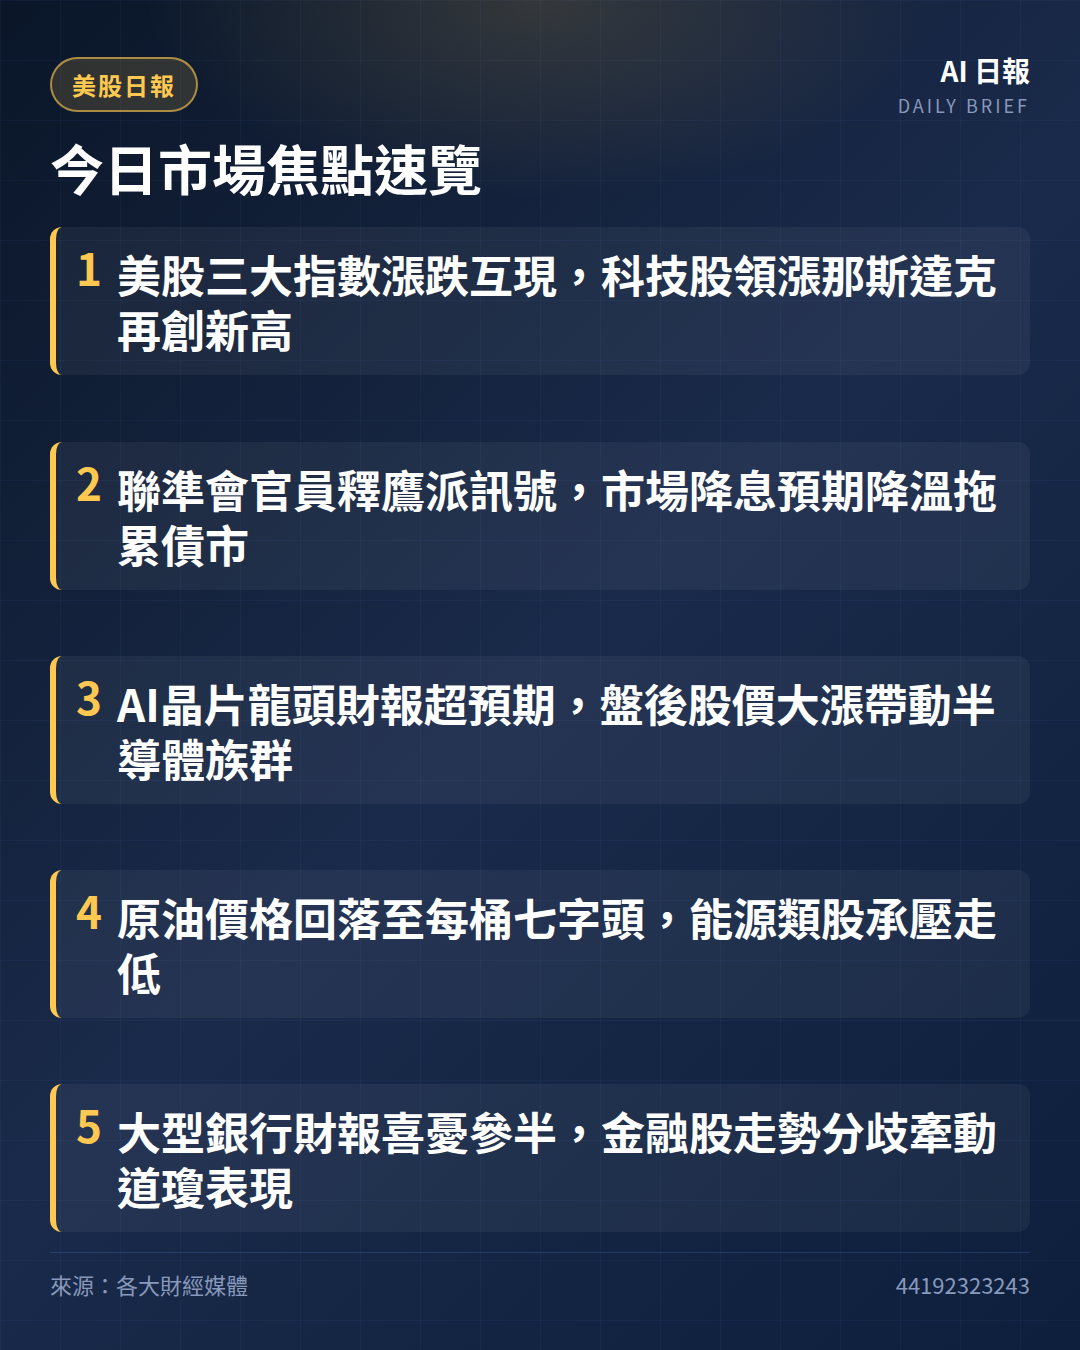 美股日報
AI 日報
DAILY BRIEF
今日市場焦點速覽
1 美股三大指數漲跌互現，科技股領漲那斯達克
再創新高
2 聯準會官員釋鷹派訊號，市場降息預期降溫拖
累債市
3 AI晶片龍頭財報超預期，盤後股價大漲帶動半
導體族群
4 原油價格回落至每桶七字頭，能源類股承壓走
低
5 大型銀行財報喜憂參半，金融股走勢分歧牽動
道瓊表現
來源：各大財經媒體
44192323243